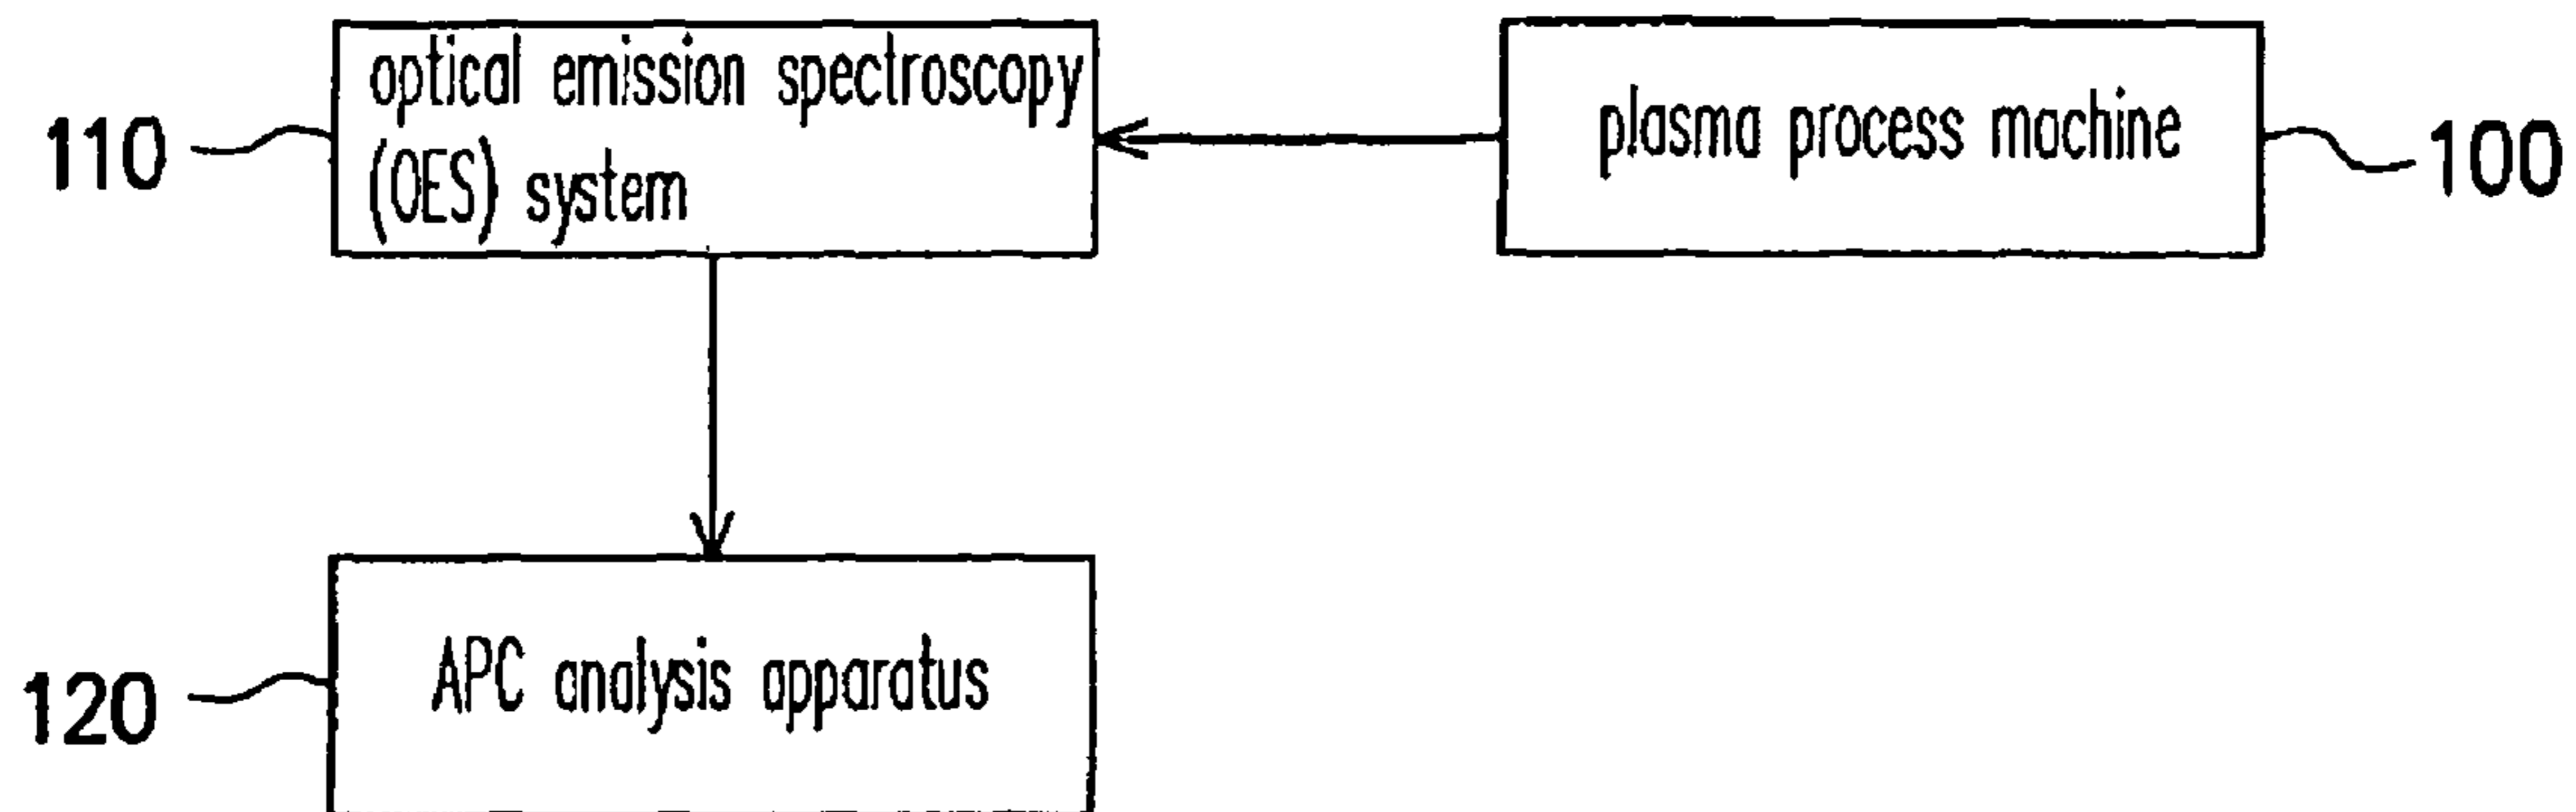 110
optical emission spectroscopy
(OES) system
plasma process machine
100
120
APC analysis apparatus